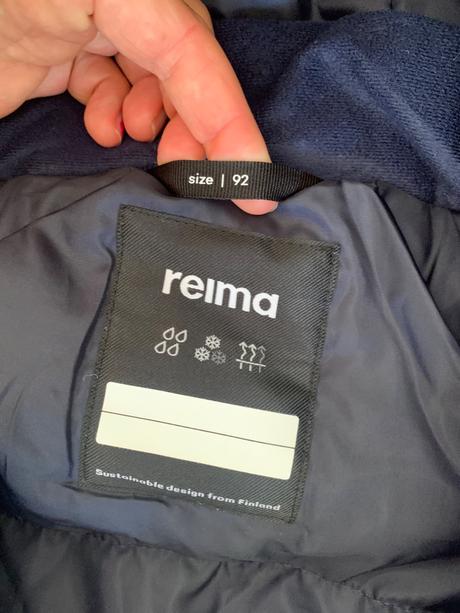 size | 92
reima
Sustainable design from Finland